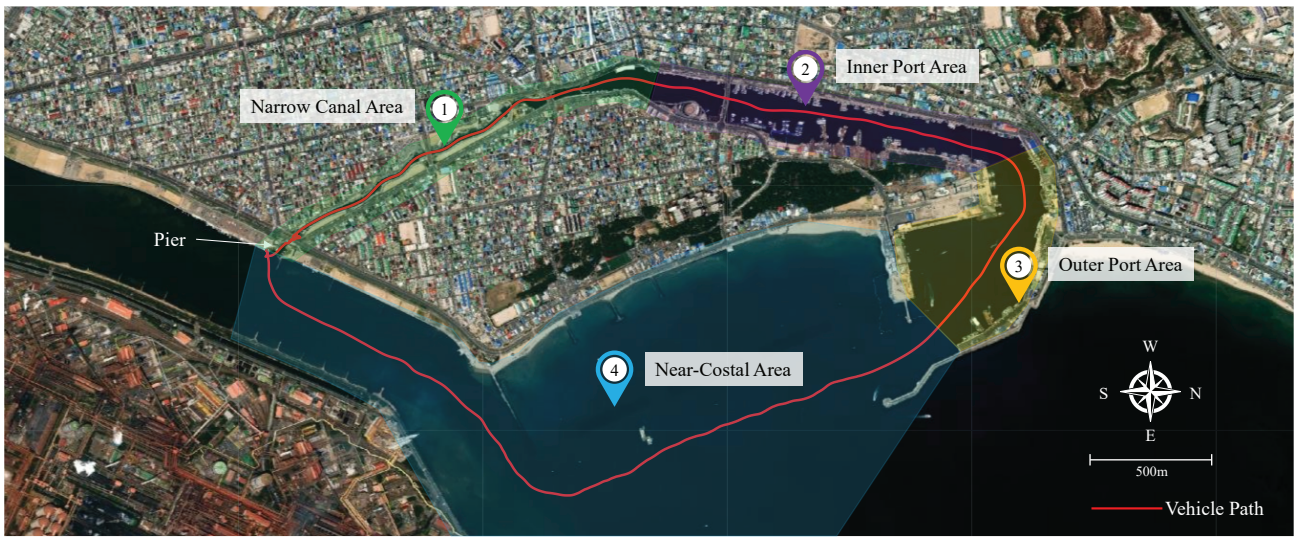 Narrow Canal Area
1
2
Inner Port Area
Pier
3
Outer Port Area
4
Near-Costal Area
W
S
N
E
500m
Vehicle Path